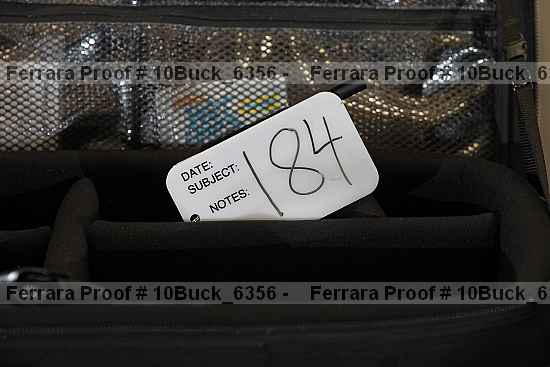 Ferrara Proof # 10Buck_6356 - Ferrara Proof # 10Buck_6
DATE:
SUBJECT:
NOTES:
184
Ferrara Proof # 10Buck_6356 - Ferrara Proof # 10Buck_6